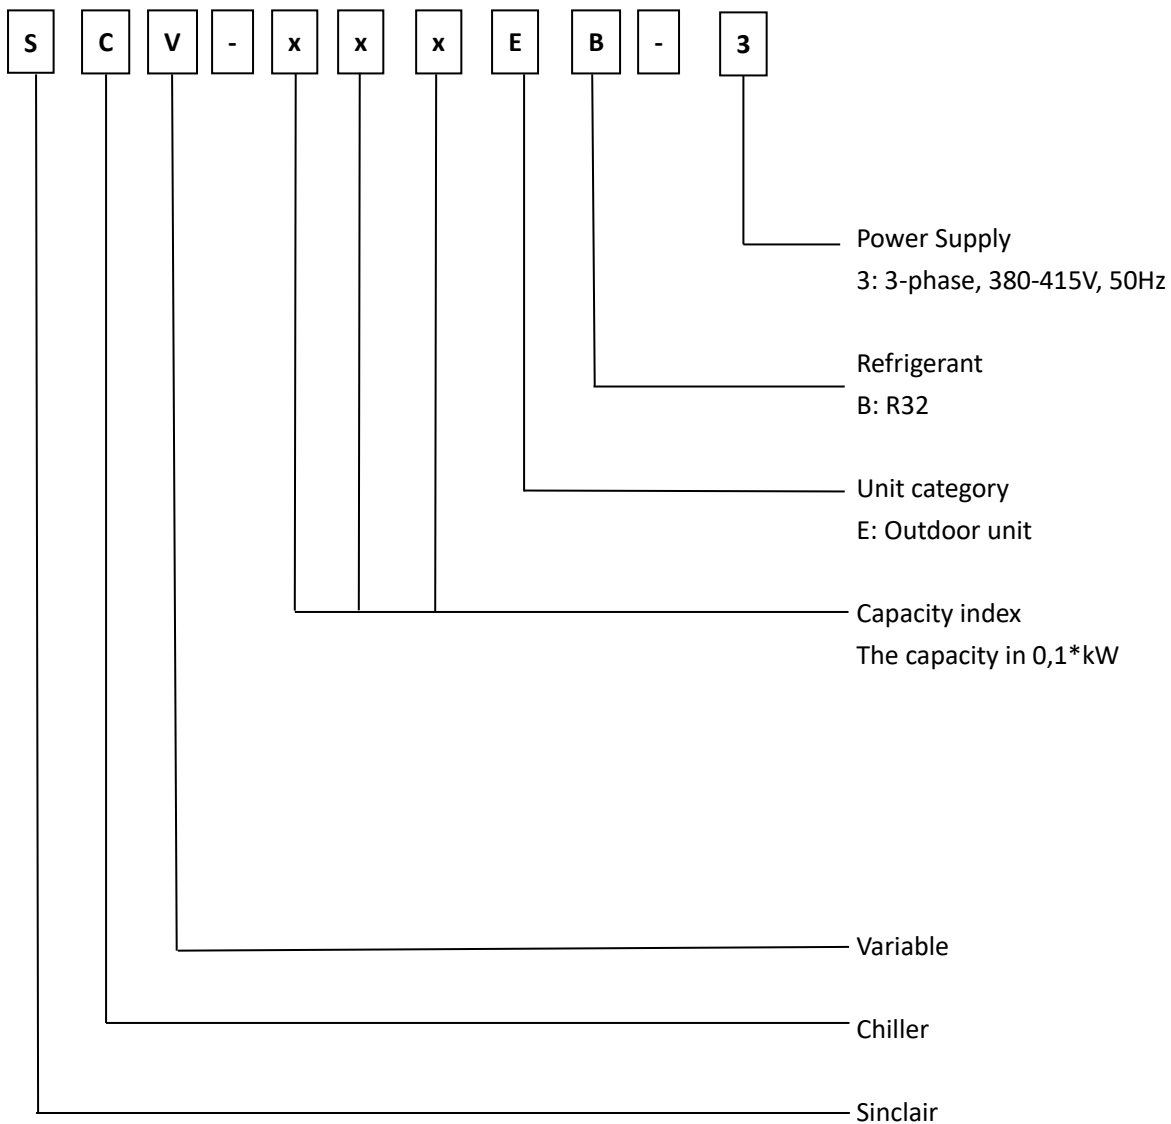 S C V - x x x E B - 3
Power Supply
3: 3-phase, 380-415V, 50Hz
Refrigerant
B: R32
Unit category
E: Outdoor unit
Capacity index
The capacity in 0,1*kW
Variable
Chiller
Sinclair